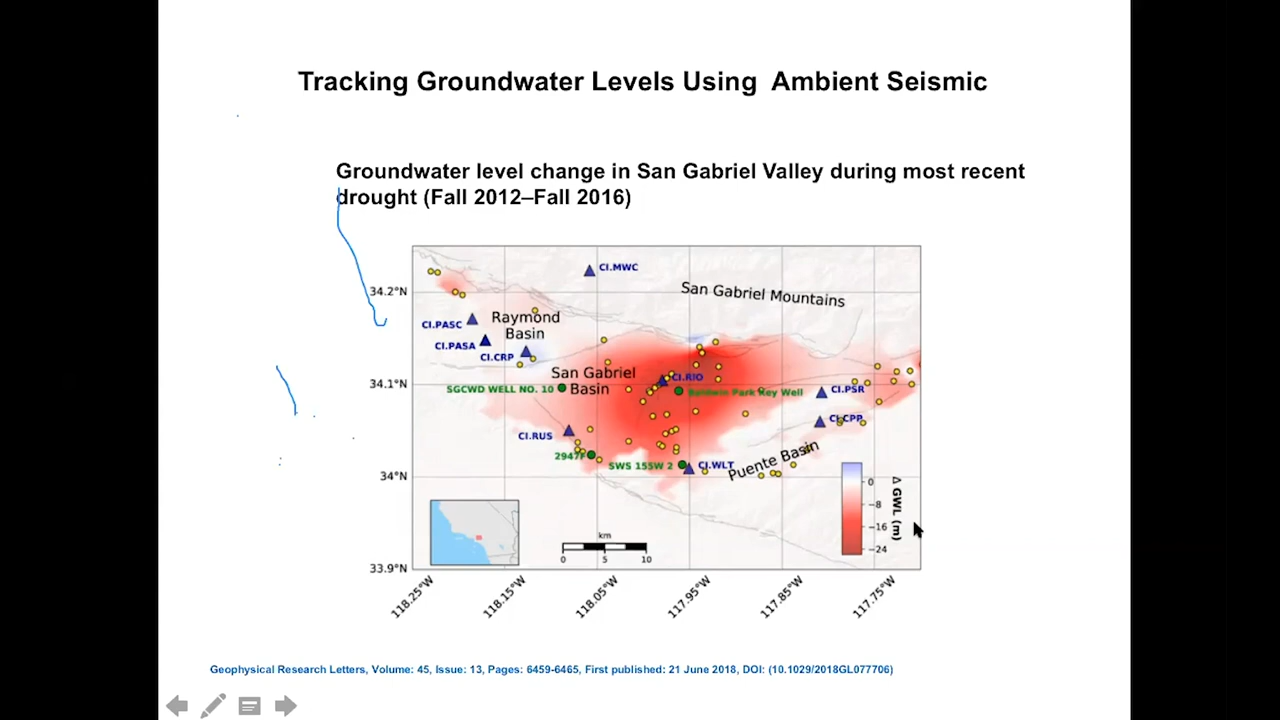 Tracking Groundwater Levels Using  Ambient Seismic
Groundwater level change in San Gabriel Valley during most recent
drought (Fall 2012–Fall 2016)
CI.MWC
San Gabriel Mountains
34.2°N
CI.PASC
Raymond
Basin
CI.PASA
CI.CRP
San Gabriel
Basin
CI.RIO
34.1°N
SGCWD WELL NO. 10
Baldwin Park Key Well
CI.PSR
CI.CPP
CI.RUS
2947F
SWS 155W 2
CI.WLT
Puente Basin
34°N
0
−8
−16
−24
Δ GWL (m)
km
0 5 10
33.9°N
118.25°W 118.15°W 118.05°W 117.95°W 117.85°W 117.75°W
Geophysical Research Letters, Volume: 45, Issue: 13, Pages: 6459-6465, First published: 21 June 2018, DOI: (10.1029/2018GL077706)